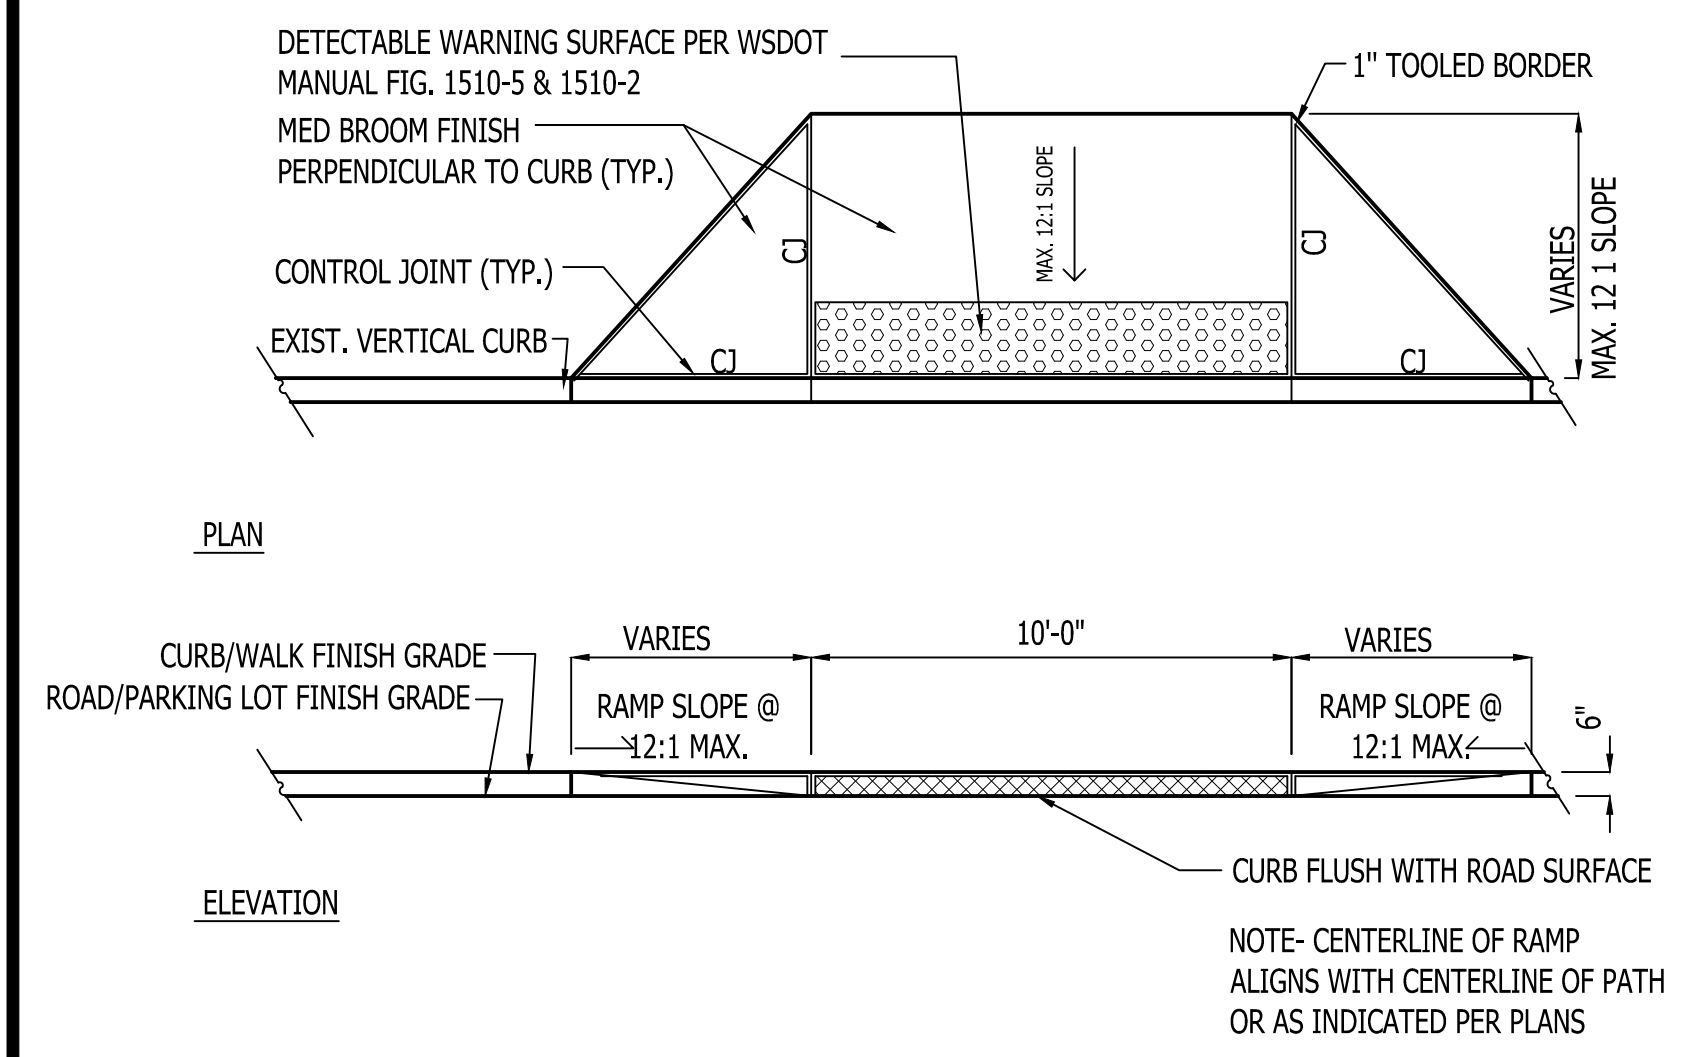 DETECTABLE WARNING SURFACE PER WSDOT
MANUAL FIG. 1510-5 & 1510-2
MED BROOM FINISH
PERPENDICULAR TO CURB (TYP.)
CONTROL JOINT (TYP.)
EXIST. VERTICAL CURB
1" TOOLED BORDER
MAX. 12:1 SLOPE
CJ
CJ
CJ
CJ
VARIES
MAX. 12 1 SLOPE
PLAN
VARIES
10'-0"
VARIES
CURB/WALK FINISH GRADE
ROAD/PARKING LOT FINISH GRADE
RAMP SLOPE @
12:1 MAX.
RAMP SLOPE @
12:1 MAX.
6"
CURB FLUSH WITH ROAD SURFACE
ELEVATION
NOTE- CENTERLINE OF RAMP
ALIGNS WITH CENTERLINE OF PATH
OR AS INDICATED PER PLANS